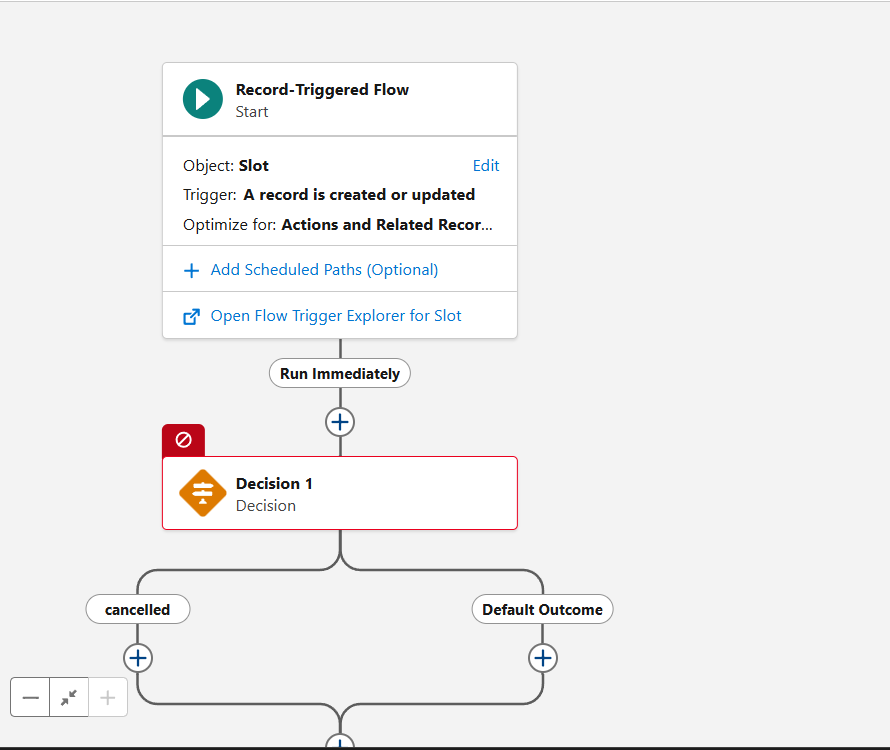 Record-Triggered Flow
Start
Object: Slot
Edit
Trigger: A record is created or updated
Optimize for: Actions and Related Recor...
Add Scheduled Paths (Optional)
Open Flow Trigger Explorer for Slot
Run Immediately
Decision 1
Decision
cancelled
Default Outcome